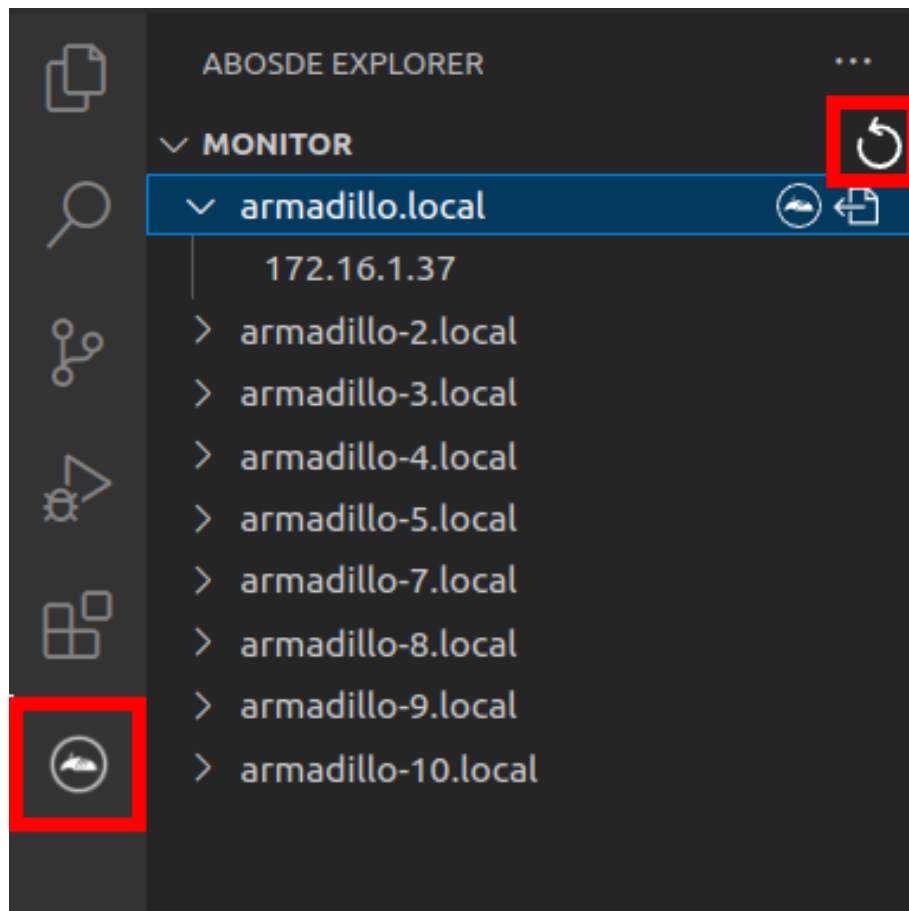 ABOSDE EXPLORER
MONITOR
armadillo.local
172.16.1.37
armadillo-2.local
armadillo-3.local
armadillo-4.local
armadillo-5.local
armadillo-7.local
armadillo-8.local
armadillo-9.local
armadillo-10.local